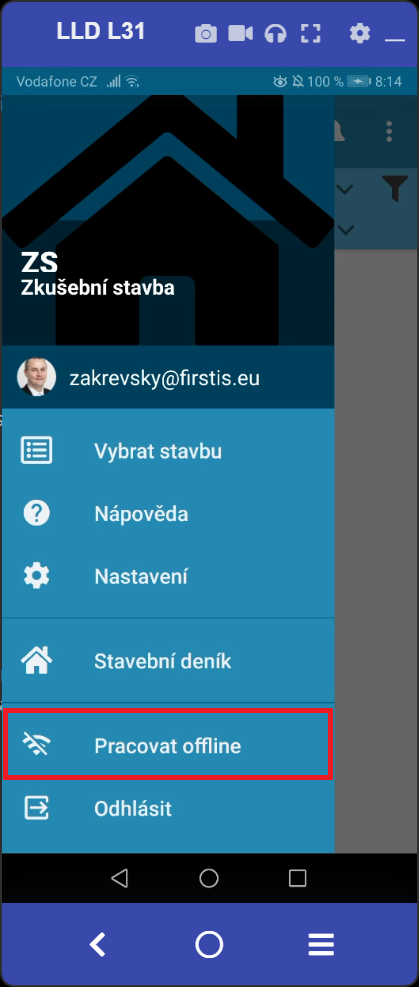 LLD L31
Vodafone CZ 100 % 8:14
ZS
Zkušební stavba
zakrevsky@firstis.eu
Vybrat stavbu
Nápověda
Nastavení
Stavební deník
Pracovat offline
Odhlásit